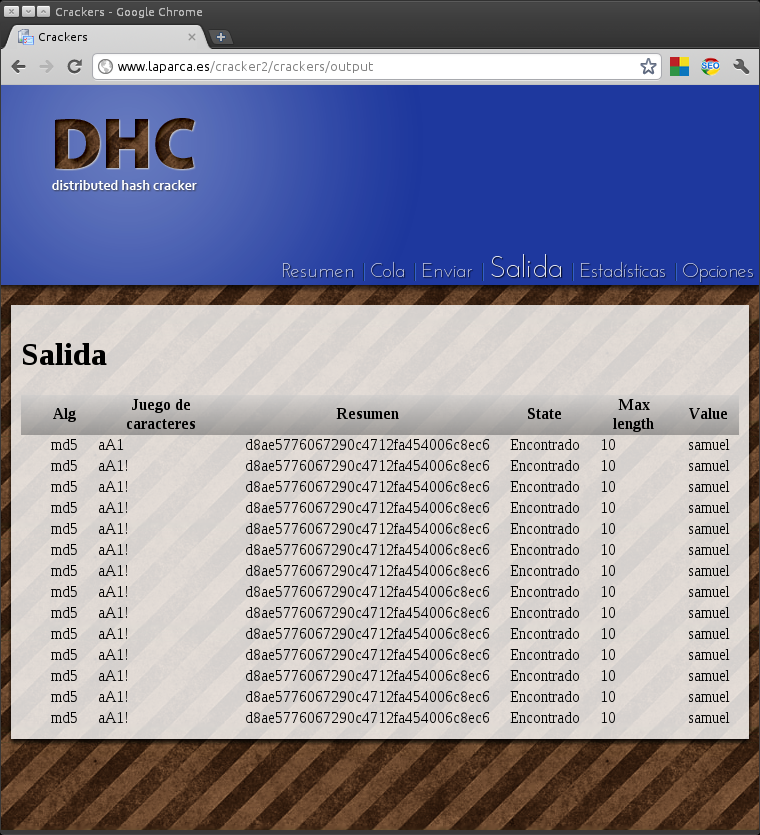 Crackers - Google Chrome
Crackers
www.laparca.es/cracker2/crackers/output
SEO
DHC
distributed hash cracker
Resumen | Cola | Enviar | Salida | Estadísticas | Opciones
Salida
Alg Juego de caracteres Resumen State Max length Value
md5 aA1 d8ae5776067290c4712fa454006c8ec6 Encontrado 10 samuel
md5 aA1! d8ae5776067290c4712fa454006c8ec6 Encontrado 10 samuel
md5 aA1! d8ae5776067290c4712fa454006c8ec6 Encontrado 10 samuel
md5 aA1! d8ae5776067290c4712fa454006c8ec6 Encontrado 10 samuel
md5 aA1! d8ae5776067290c4712fa454006c8ec6 Encontrado 10 samuel
md5 aA1! d8ae5776067290c4712fa454006c8ec6 Encontrado 10 samuel
md5 aA1! d8ae5776067290c4712fa454006c8ec6 Encontrado 10 samuel
md5 aA1! d8ae5776067290c4712fa454006c8ec6 Encontrado 10 samuel
md5 aA1! d8ae5776067290c4712fa454006c8ec6 Encontrado 10 samuel
md5 aA1! d8ae5776067290c4712fa454006c8ec6 Encontrado 10 samuel
md5 aA1! d8ae5776067290c4712fa454006c8ec6 Encontrado 10 samuel
md5 aA1! d8ae5776067290c4712fa454006c8ec6 Encontrado 10 samuel
md5 aA1! d8ae5776067290c4712fa454006c8ec6 Encontrado 10 samuel
md5 aA1! d8ae5776067290c4712fa454006c8ec6 Encontrado 10 samuel